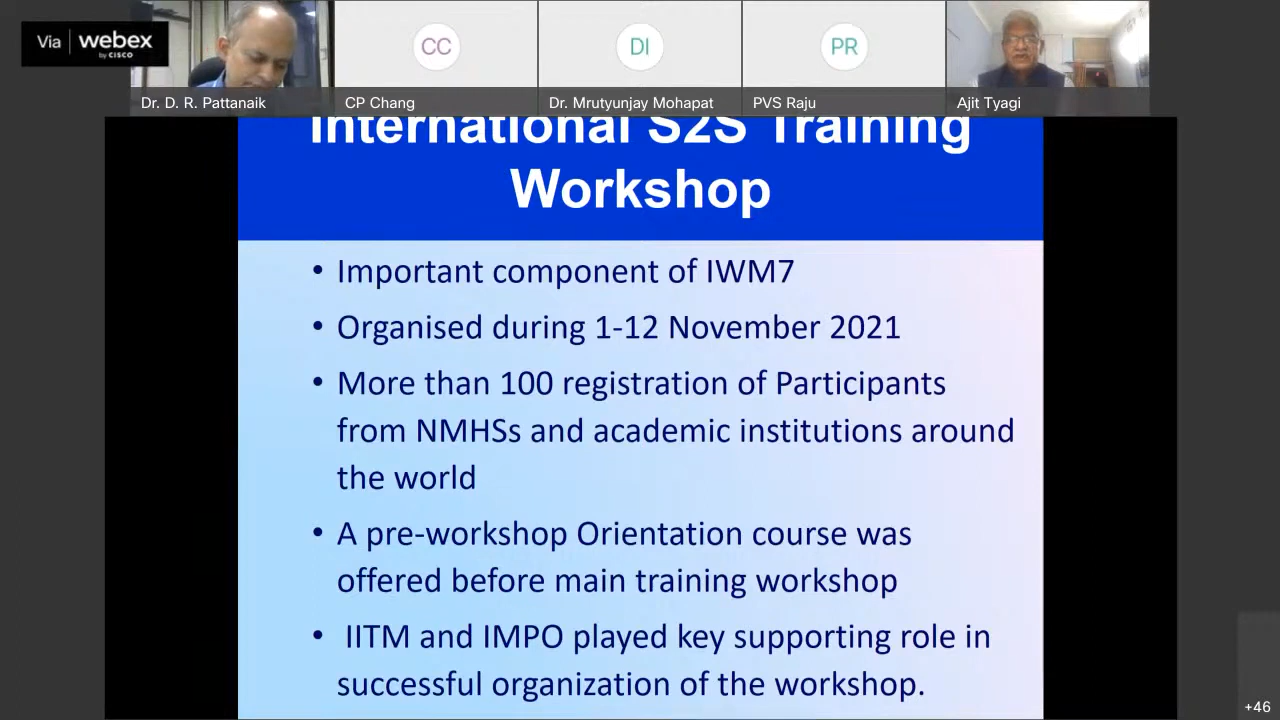 Via webex
by CISCO
CC
DI
PR
Dr. D. R. Pattanaik
CP Chang
Dr. Mrutyunjay Mohapat
PVS Raju
Ajit Tyagi
International S2S Training
Workshop
• Important component of IWM7
• Organised during 1-12 November 2021
• More than 100 registration of Participants
from NMHSs and academic institutions around
the world
• A pre-workshop Orientation course was
offered before main training workshop
• IITM and IMPO played key supporting role in
successful organization of the workshop.
+46